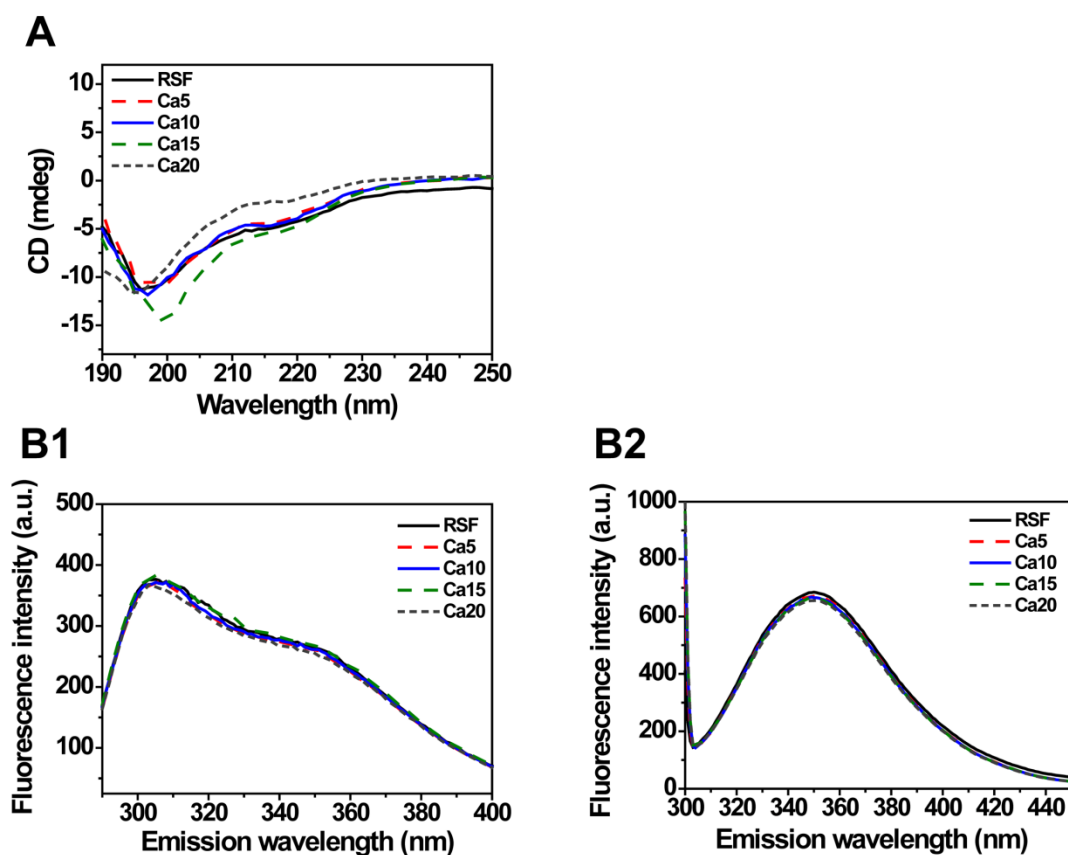 A
RSF
Ca5
Ca10
Ca15
Ca20
10
5
0
-5
-10
-15
CD (mdeg)
190 200 210 220 230 240 250
Wavelength (nm)
B1
500
400
300
200
100
Fluorescence intensity (a.u.)
RSF
Ca5
Ca10
Ca15
Ca20
300 320 340 360 380 400
Emission wavelength (nm)
B2
1000
800
600
400
200
0
Fluorescence intensity (a.u.)
RSF
Ca5
Ca10
Ca15
Ca20
300 320 340 360 380 400 420 440
Emission wavelength (nm)